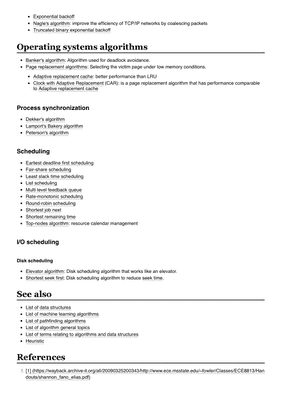 Exponential backoff
Nagle's algorithm: improve the efficiency of TCP/IP networks by coalescing packets
Truncated binary exponential backoff
Operating systems algorithms
Banker's algorithm: Algorithm used for deadlock avoidance.
Page replacement algorithms: Selecting the victim page under low memory conditions.
Adaptive replacement cache: better performance than LRU
Clock with Adaptive Replacement (CAR): is a page replacement algorithm that has performance comparable
to Adaptive replacement cache
Process synchronization
Dekker's algorithm
Lamport's Bakery algorithm
Peterson's algorithm
Scheduling
Earliest deadline first scheduling
Fair-share scheduling
Least slack time scheduling
List scheduling
Multi level feedback queue
Rate-monotonic scheduling
Round-robin scheduling
Shortest job next
Shortest remaining time
Top-nodes algorithm: resource calendar management
I/O scheduling
Disk scheduling
Elevator algorithm: Disk scheduling algorithm that works like an elevator.
Shortest seek first: Disk scheduling algorithm to reduce seek time.
See also
List of data structures
List of machine learning algorithms
List of pathfinding algorithms
List of algorithm general topics
List of terms relating to algorithms and data structures
Heuristic
References
1. [1] (https://wayback.archive-it.org/all/20090325200343/http://www.ece.msstate.edu/~fowler/Classes/ECE8813/Han
douts/shannon_fano_elias.pdf)